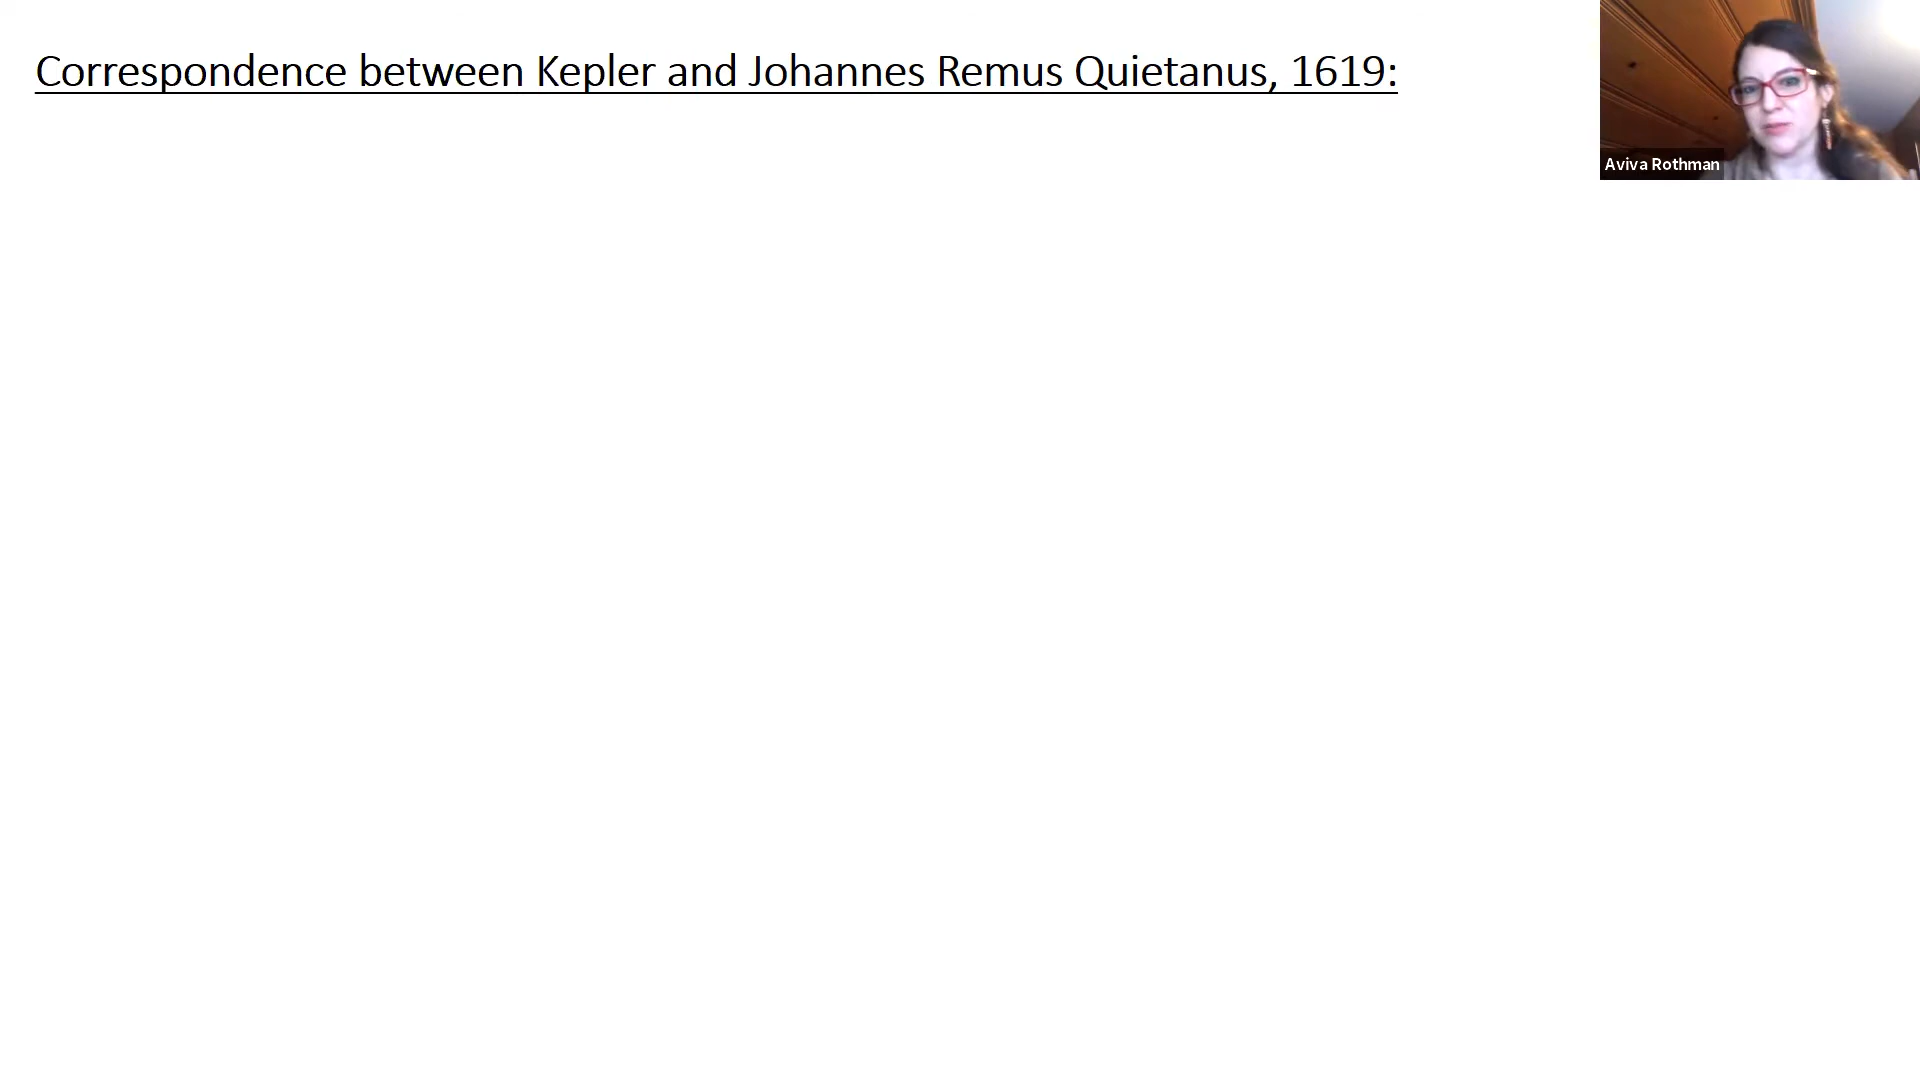 Correspondence between Kepler and Johannes Remus Quietanus, 1619:
Aviva Rothman